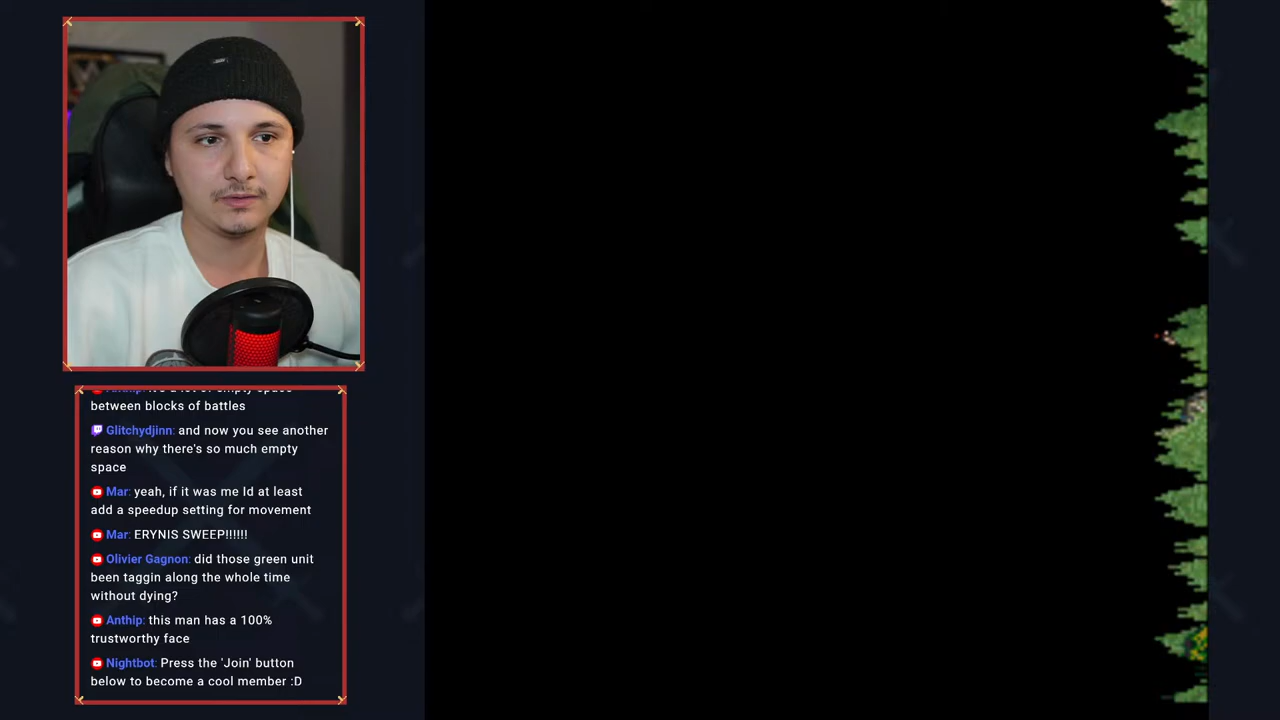 between blocks of battles
Glitchydjinn: and now you see another
reason why there's so much empty
space
Mar: yeah, if it was me Id at least
add a speedup setting for movement
Mar: ERYNIS SWEEP!!!!!!
Olivier Gagnon: did those green unit
been taggin along the whole time
without dying?
Anthip: this man has a 100%
trustworthy face
Nightbot: Press the 'Join' button
below to become a cool member :D